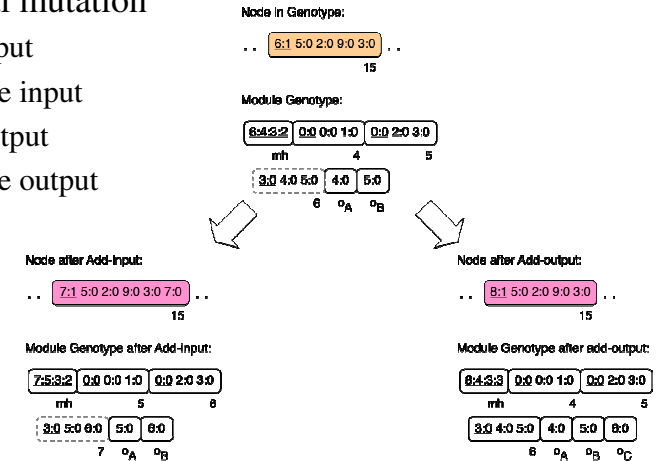 mutation
put
e input
tput
e output
Node in Genotype:
. . 6:1 5:0 2:0 9:0 3:0 . .
15
Module Genotype:
6:4:3:2 0:0 0:0 1:0 0:0 2:0 3:0
mh 4 5
3:0 4:0 5:0 4:0 5:0
6 oA oB
Node after Add-Input:
. . 7:1 5:0 2:0 9:0 3:0 7:0 . .
15
Module Genotype after Add-Input:
7:5:3:2 0:0 0:0 1:0 0:0 2:0 3:0
mh 5 6
3:0 5:0 6:0 5:0 6:0
7 oA oB
Node after Add-output:
. . 8:1 5:0 2:0 9:0 3:0 . .
15
Module Genotype after add-output:
8:4:3:3 0:0 0:0 1:0 0:0 2:0 3:0
mh 4 5
3:0 4:0 5:0 4:0 5:0 6:0
6 oA oB oC